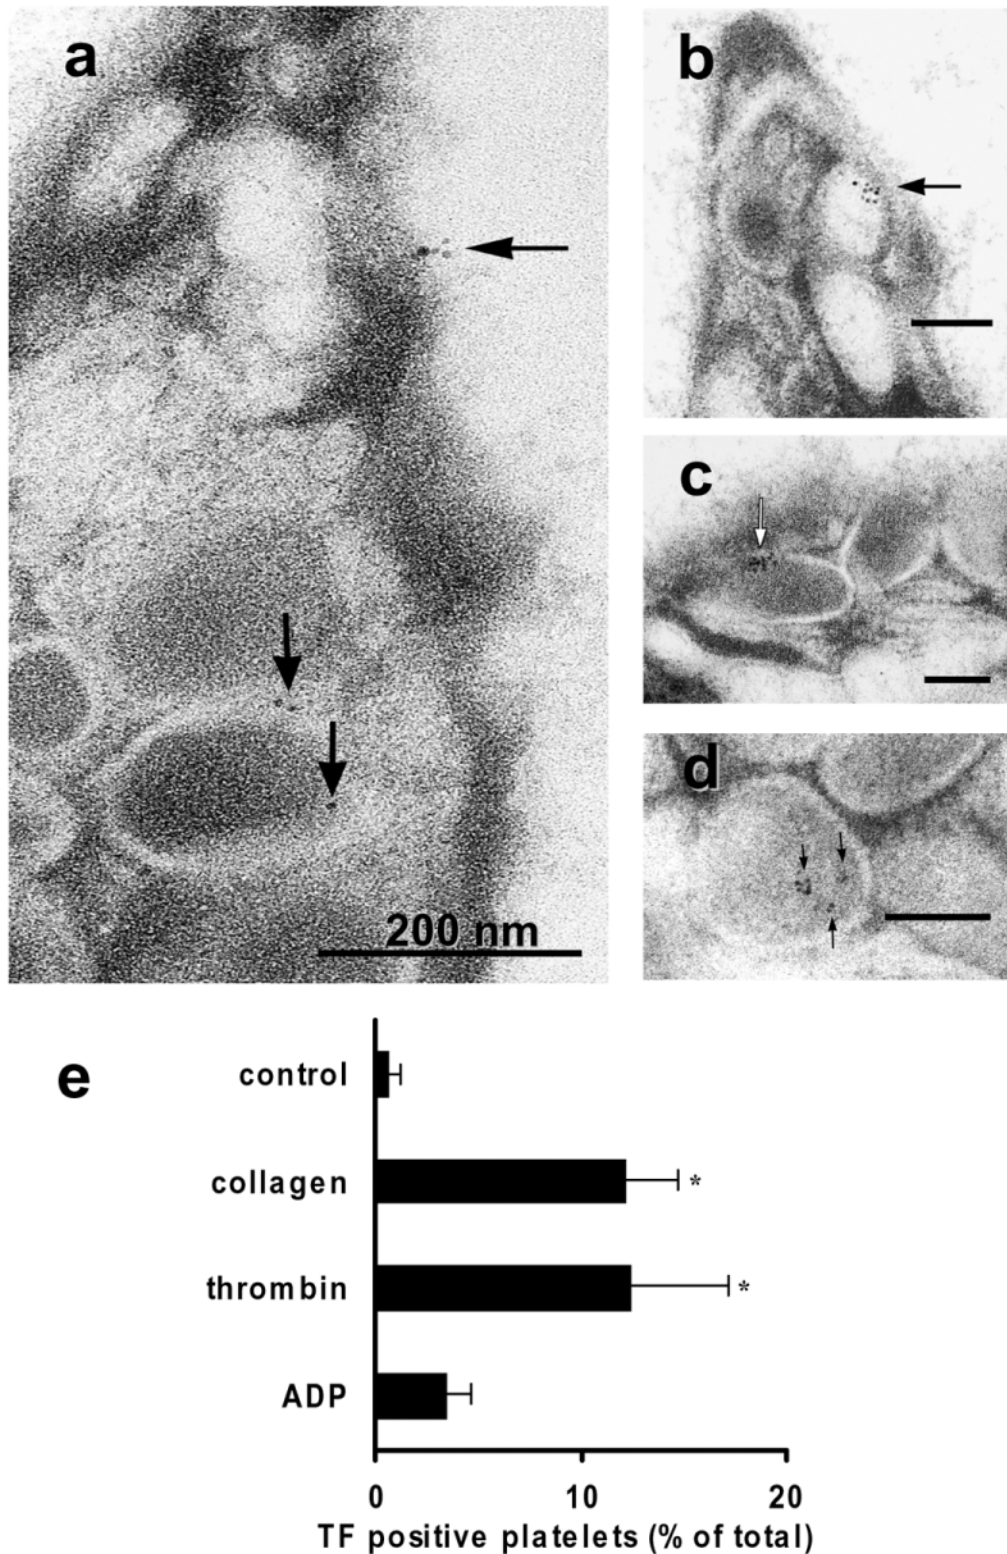 a
b
c
d
200 nm
e
control
collagen
*
thrombin
*
ADP
0 10 20
TF positive platelets (% of total)